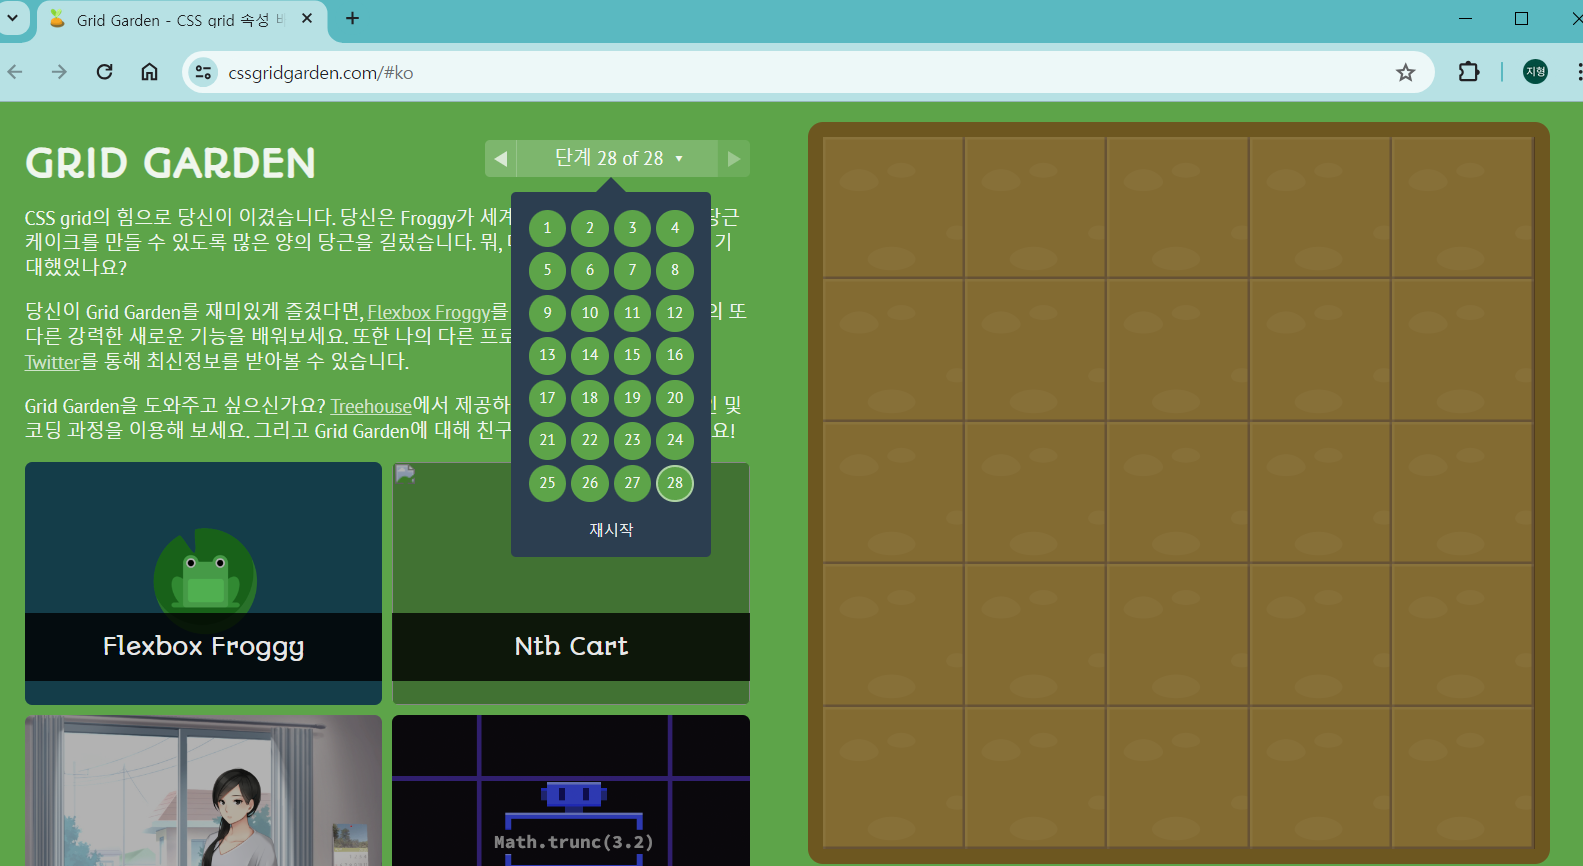 Grid Garden - CSS grid 속성 
cssgridgarden.com/#ko
지형
GRID GARDEN
단계 28 of 28
CSS grid의 힘으로 당신이 이겼습니다. 당신은 Froggy가 세계 당근
케이크를 만들 수 있도록 많은 양의 당근을 길렀습니다. 뭐, 기
대했었나요?
당신이 Grid Garden를 재미있게 즐겼다면, Flexbox Froggy를 의 또
다른 강력한 새로운 기능을 배워보세요. 또한 나의 다른 프로
Twitter를 통해 최신정보를 받아볼 수 있습니다.
Grid Garden을 도와주고 싶으신가요? Treehouse에서 제공하 및
코딩 과정을 이용해 보세요. 그리고 Grid Garden에 대해 친구 요!
1 2 3 4
5 6 7 8
9 10 11 12
13 14 15 16
17 18 19 20
21 22 23 24
25 26 27 28
재시작
Flexbox Froggy
Nth Cart
Math.trunc(3.2)